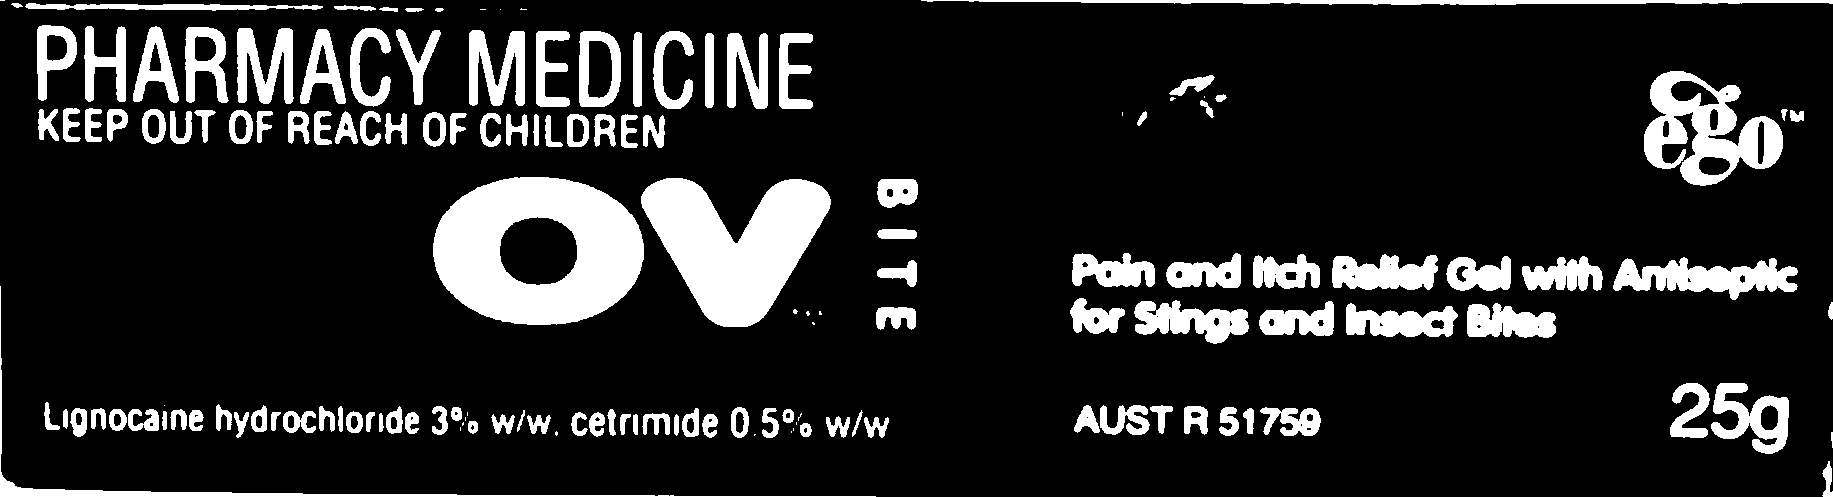 PHARMACY MEDICINE
KEEP OUT OF REACH OF CHILDREN
ego™
OV
BITE
Pain and Itch Relief Gel with Antiseptic
for Stings and Insect Bites
Lignocaine hydrochloride 3% w/w. cetrimide 0.5% w/w
AUST R 51759
25g